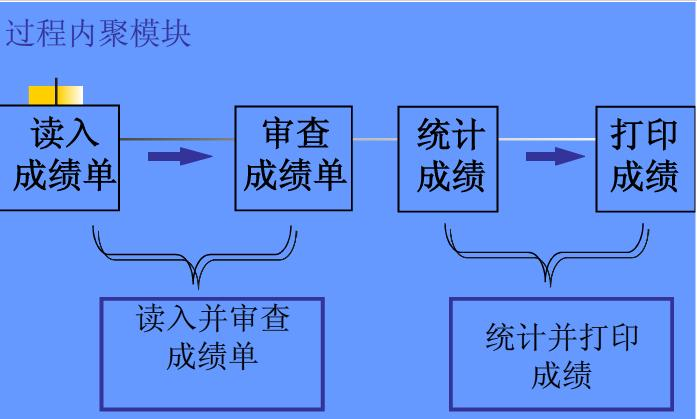 过程内聚模块
读入
成绩单
审查
成绩单
统计
成绩
打印
成绩
读入并审查
成绩单
统计并打印
成绩